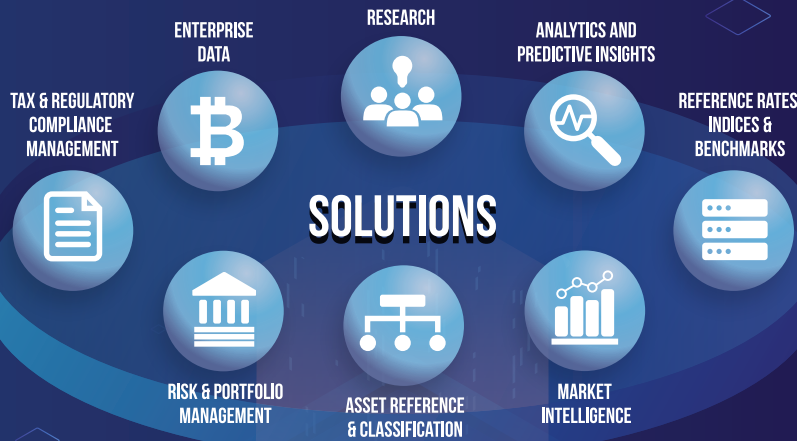 RESEARCH
ENTERPRISE
DATA
ANALYTICS AND
PREDICTIVE INSIGHTS
TAX & REGULATORY
COMPLIANCE
MANAGEMENT
REFERENCE RATES
INDICES &
BENCHMARKS
SOLUTIONS
RISK & PORTFOLIO
MANAGEMENT
ASSET REFERENCE
& CLASSIFICATION
MARKET
INTELLIGENCE